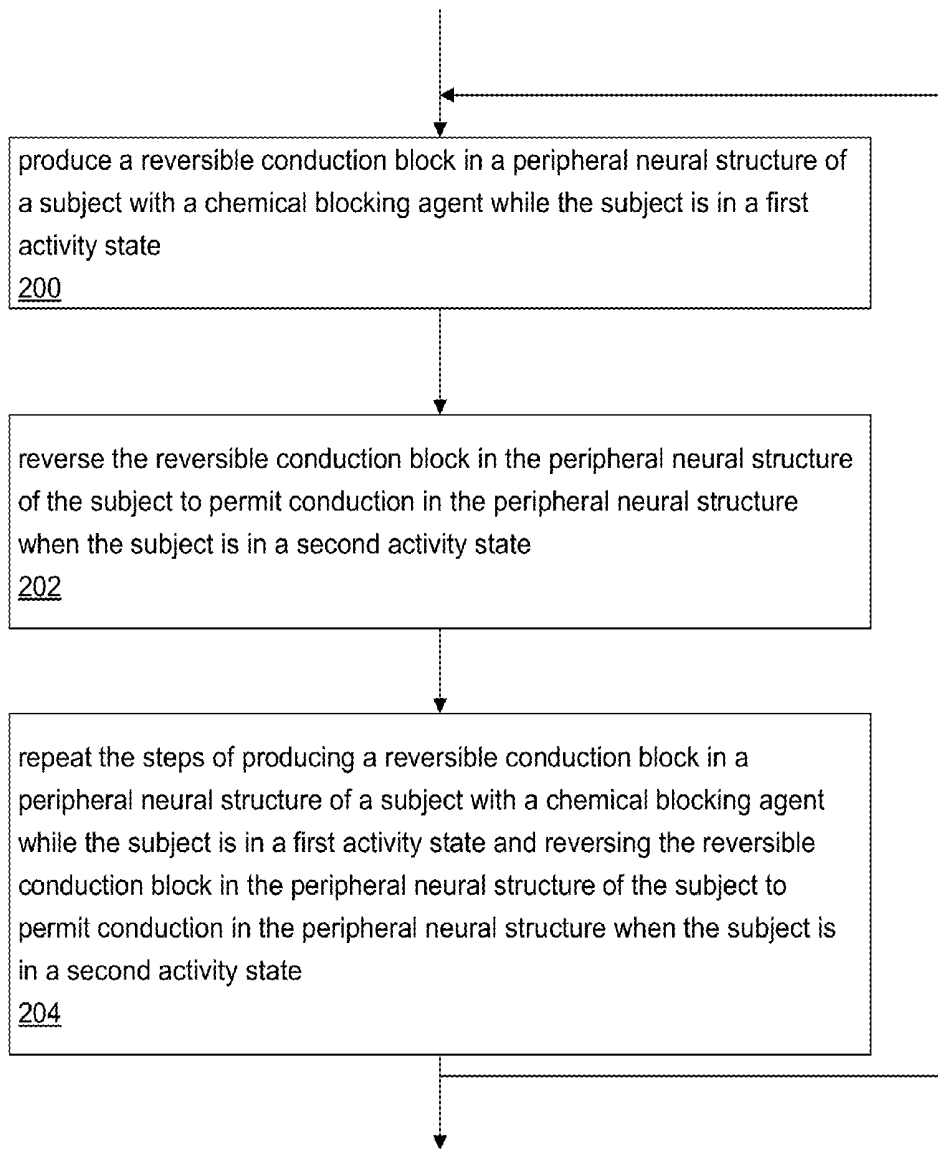 produce a reversible conduction block in a peripheral neural structure of
a subject with a chemical blocking agent while the subject is in a first
activity state
200
reverse the reversible conduction block in the peripheral neural structure
of the subject to permit conduction in the peripheral neural structure
when the subject is in a second activity state
202
repeat the steps of producing a reversible conduction block in a
peripheral neural structure of a subject with a chemical blocking agent
while the subject is in a first activity state and reversing the reversible
conduction block in the peripheral neural structure of the subject to
permit conduction in the peripheral neural structure when the subject is
in a second activity state
204